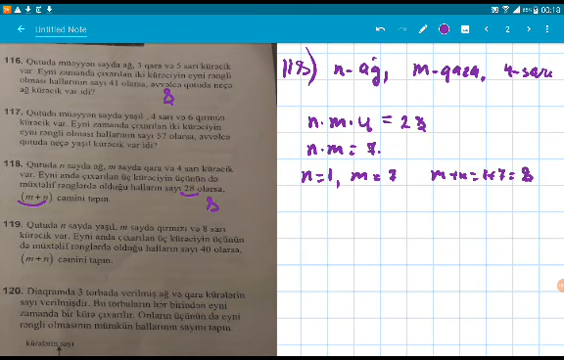 00:18
Untitled Note
2
116. Qutuda müəyyən sayda ağ, 3 qara və 5 sarı kürəcik
var. Eyni zamanda çıxarılan iki kürəciyin eyni rəngli
olması hallarının sayı 41 olarsa, əvvəlcə qutuda neçə
ağ kürəcik var idi?
8
117. Qutuda müəyyən sayda yaşıl, 4 sarı və 6 qırmızı
kürəcik var. Eyni zamanda çıxarılan iki kürəciyin
eyni rəngli olması hallarının sayı 57 olarsa, əvvəlcə
qutuda neçə yaşıl kürəcik var idi?
118. Qutuda n sayda ağ, m sayda qara və 4 sarı kürəcik
var. Eyni anda çıxarılan üç kürəciyin üçünün də
müxtəlif rənglərdə olduğu halların sayı 28 olarsa,
(m+n) cəmini tapın.
8
119. Qutuda n sayda yaşıl, m sayda qırmızı və 8 sarı
kürəcik var. Eyni anda çıxarılan üç kürəciyin üçünün
də müxtəlif rənglərdə olduğu halların sayı 40 olarsa,
(m+n) cəmini tapın.
120. Diaqramda 3 torbada verilmiş ağ və qara kürələrin
sayı verilmişdir. Bu torbaların hər birindən eyni
zamanda bir kürə çıxarılır. Onların üçünün də eyni
rəngli olmasının mümkün hallarının sayını tapın.
kürələrin sayı
118) n-ağ, m-qara, 4-sarı
n·m·4 = 28
n·m = 7.
n=1, m=7 m+n=1+7=8